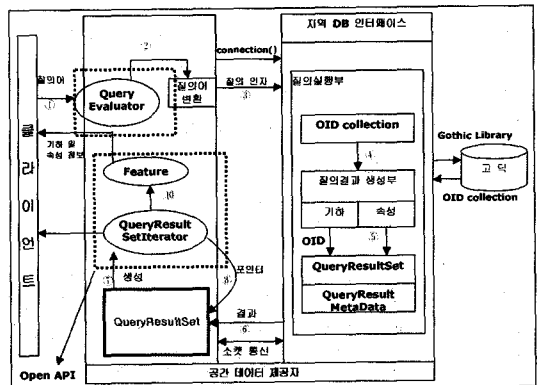 지역 DB 인터페이스
②
connection()
질의어
①
Query
Evaluator
질의어
변환
질의 인자
③
질의실행부
OID collection
Gothic Library
고 딕
OID collection
클라이언트
기하 및
속성 정보
Feature
④
질의결과 생성부
기하
속성
⑩
QueryResult
SetIterator
OID
⑤
QueryResultSet
QueryResult
MetaData
⑦
생성
⑧
포인터
QueryResultSet
결과
⑥
소켓 통신
Open API
공간 데이터 제공자